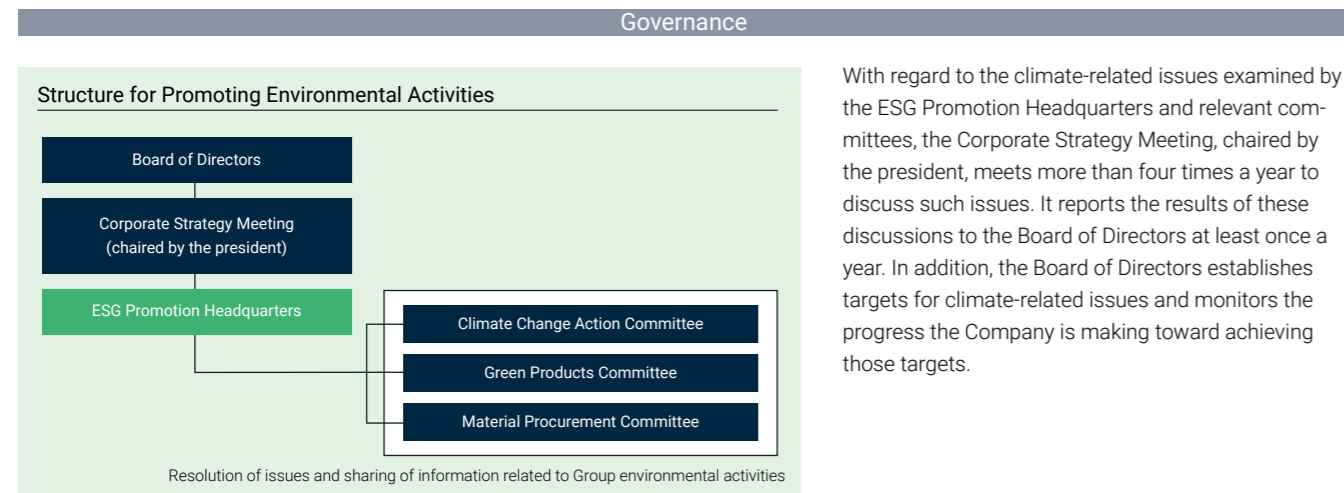 Governance
Structure for Promoting Environmental Activities
Board of Directors
Corporate Strategy Meeting
(chaired by the president)
ESG Promotion Headquarters
Climate Change Action Committee
Green Products Committee
Material Procurement Committee
Resolution of issues and sharing of information related to Group environmental activities
With regard to the climate-related issues examined by
the ESG Promotion Headquarters and relevant com-
mittees, the Corporate Strategy Meeting, chaired by
the president, meets more than four times a year to
discuss such issues. It reports the results of these
discussions to the Board of Directors at least once a
year. In addition, the Board of Directors establishes
targets for climate-related issues and monitors the
progress the Company is making toward achieving
those targets.